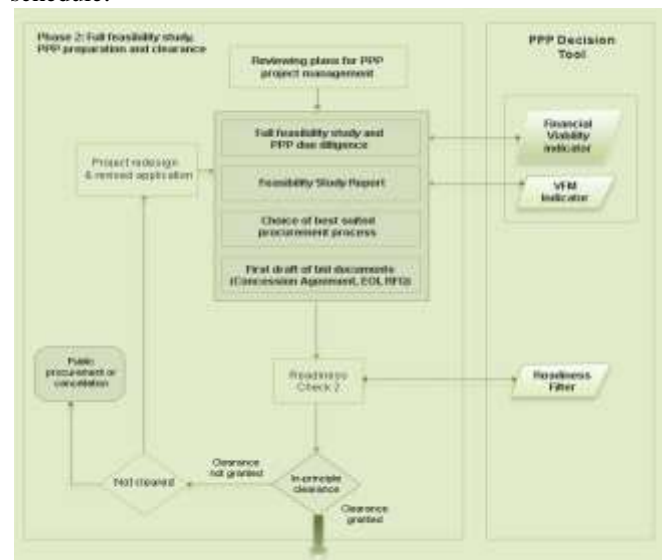 schedule.
Phase 2: Full feasibility study,
PPP preparation and clearance
PPP Decision
Tool
Reviewing plans for PPP
project management
Full feasibility study and
PPP due diligence
Financial
Viability
indicator
Project redesign
& revised application
Feasibility Study Report
VFM
Indicator
Choice of best suited
procurement process
First draft of bid documents
(Concession Agreement, EOI, RFQ)
Public
procurement or
cancellation
Readiness
Check 2
Readiness
Filter
Clearance
not granted
Not cleared
In-principle
clearance
Clearance
granted